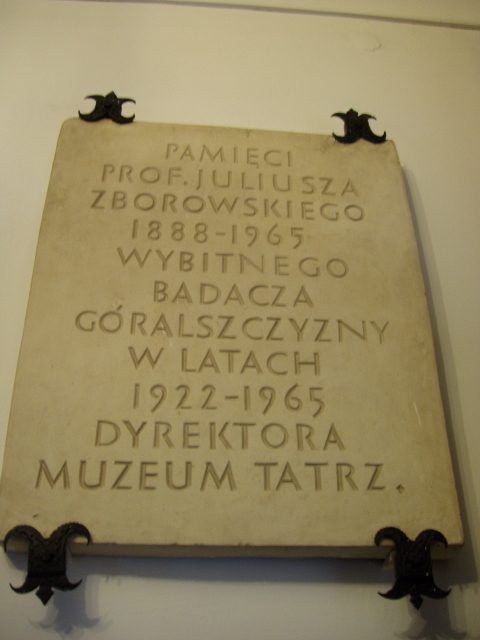 PAMIĘCI
PROF. JULIUSZA
ZBOROWSKIEGO
1888-1965
WYBITNEGO
BADACZA
GÓRALSZCZYZNY
W LATACH
1922-1965
DYREKTORA
MUZEUM TATRZ.